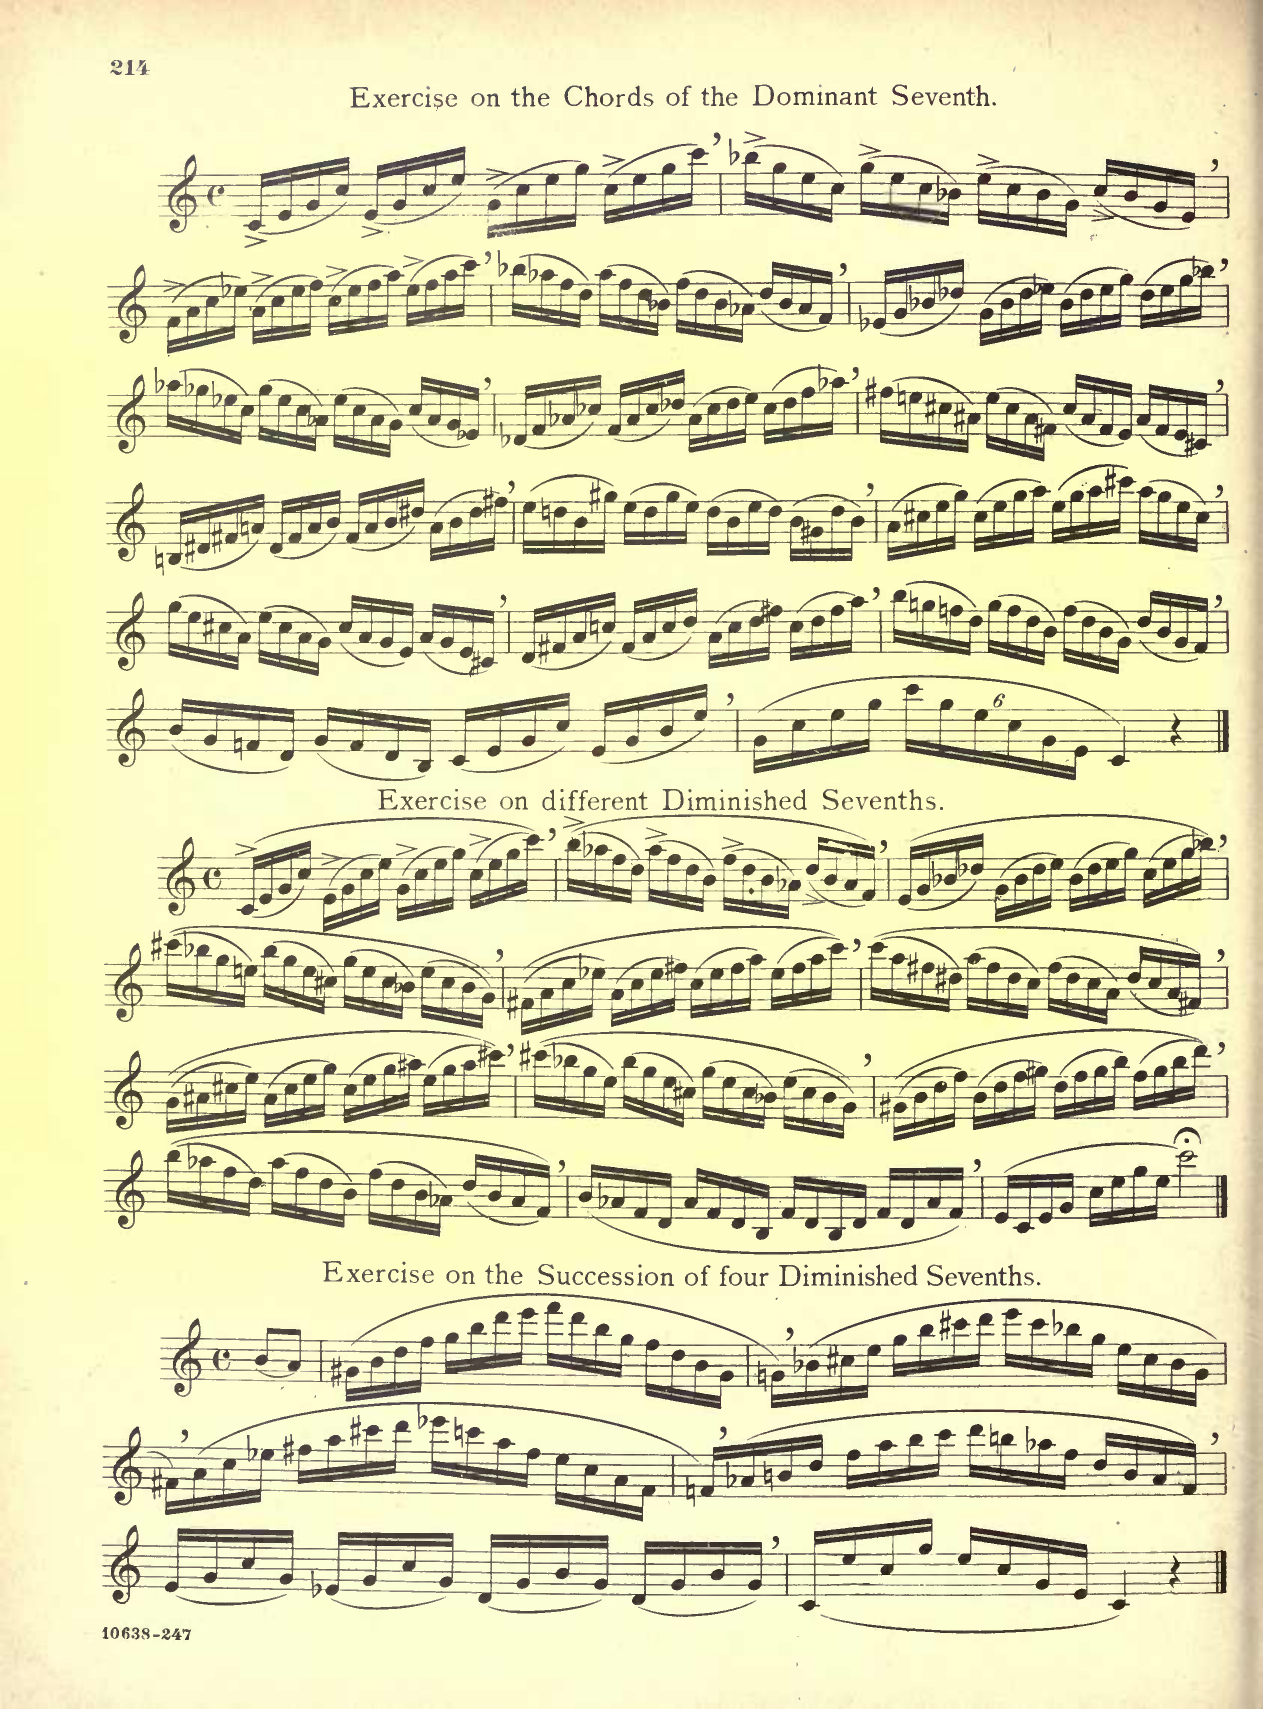 214
Exercise on the Chords of the Dominant Seventh.
6
Exercise on different Diminished Sevenths.
Exercise on the Succession of four Diminished Sevenths.
10638-247